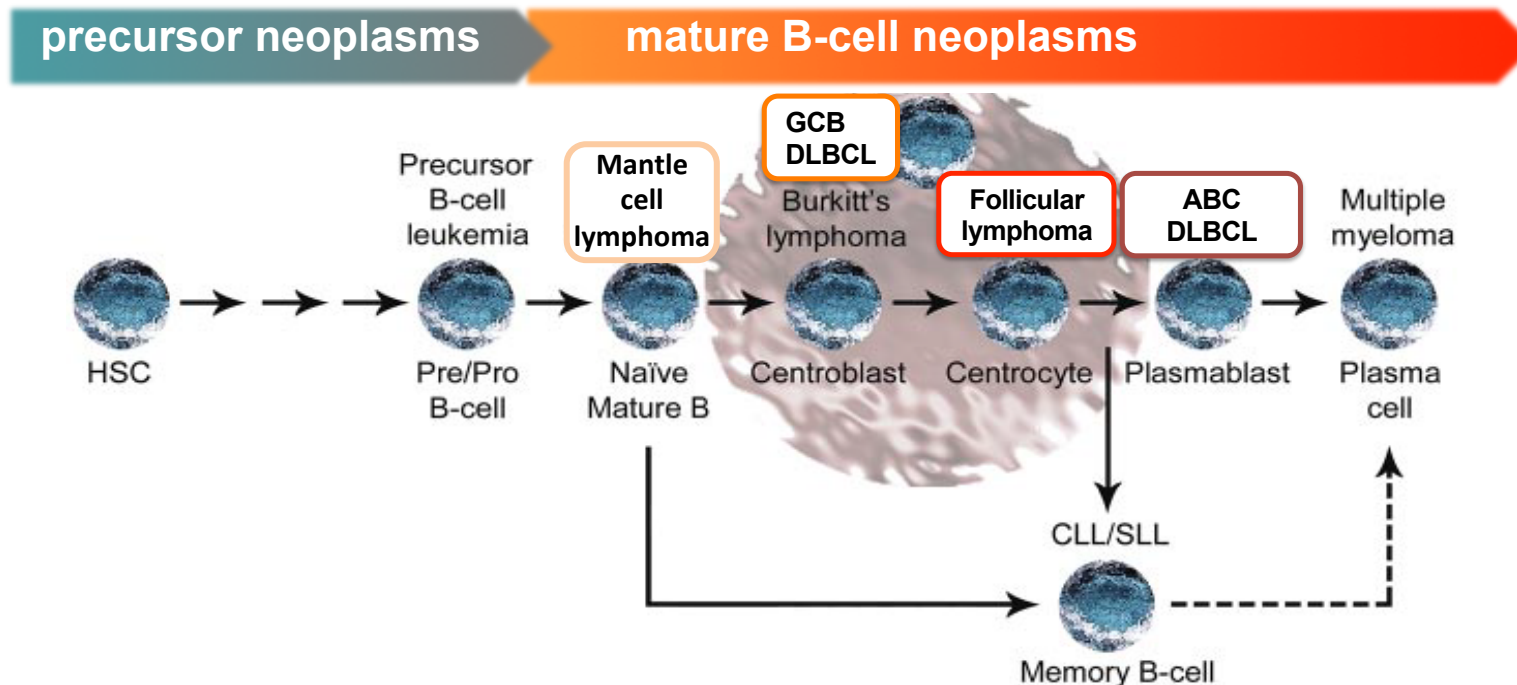 precursor neoplasms
mature B-cell neoplasms
Precursor
B-cell
leukemia
Mantle
cell
lymphoma
GCB
DLBCL
Burkitt's
lymphoma
Follicular
lymphoma
ABC
DLBCL
Multiple
myeloma
HSC
Pre/Pro
B-cell
Naïve
Mature B
Centroblast
Centrocyte
Plasmablast
Plasma
cell
CLL/SLL
Memory B-cell